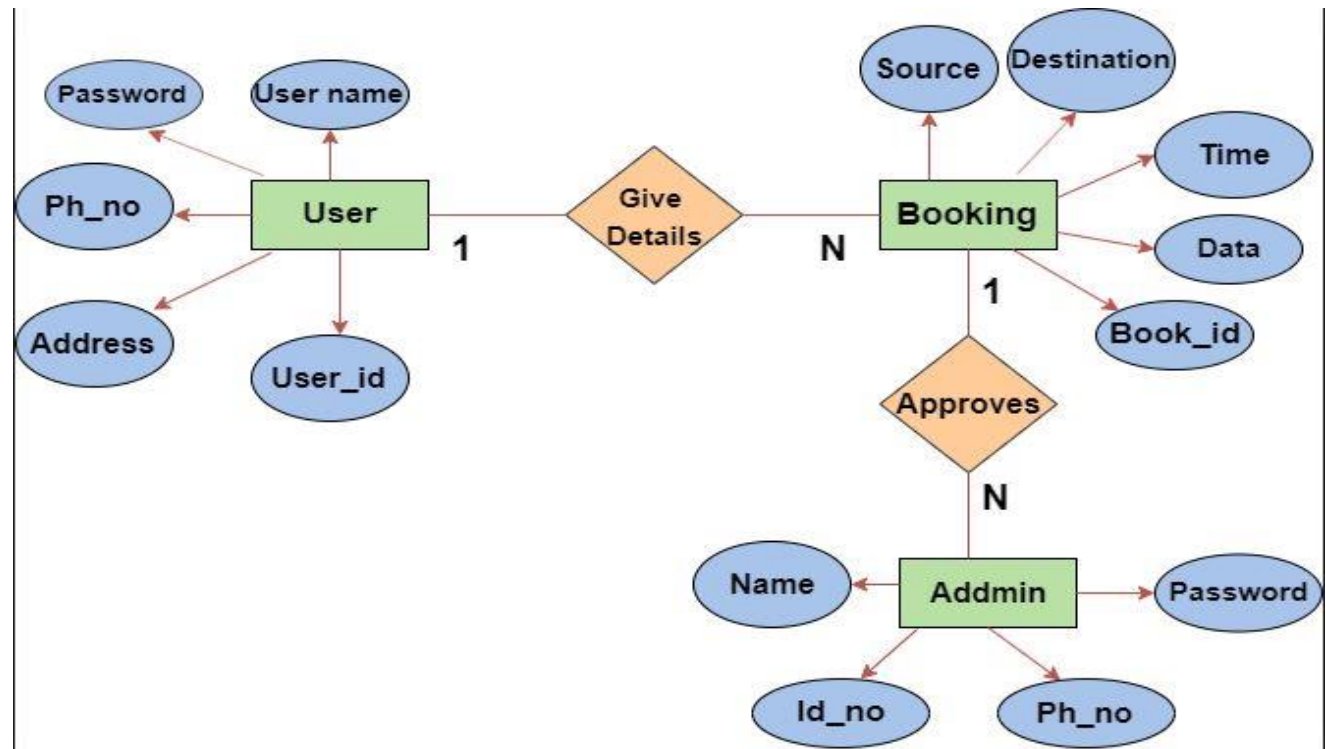 Source
Destination
Password
User name
Time
Ph_no
User
1
Give
Details
N
Booking
Data
1
Book_id
Address
User_id
Approves
N
Name
Addmin
Password
Id_no
Ph_no